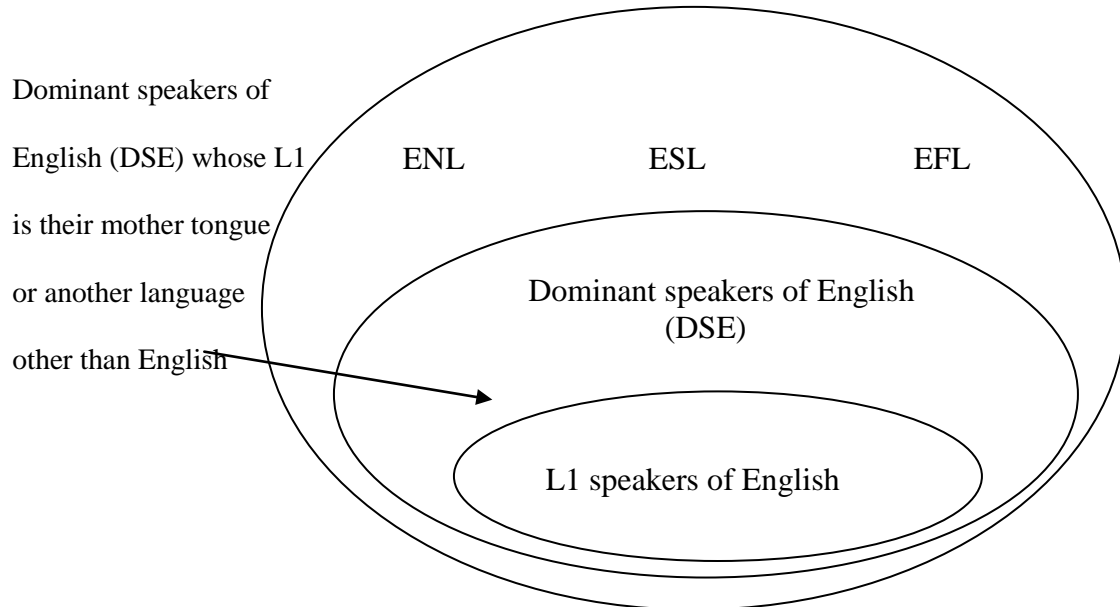 Dominant speakers of
English (DSE) whose L1
is their mother tongue
or another language
other than English
ENL ESL EFL
Dominant speakers of English
(DSE)
L1 speakers of English